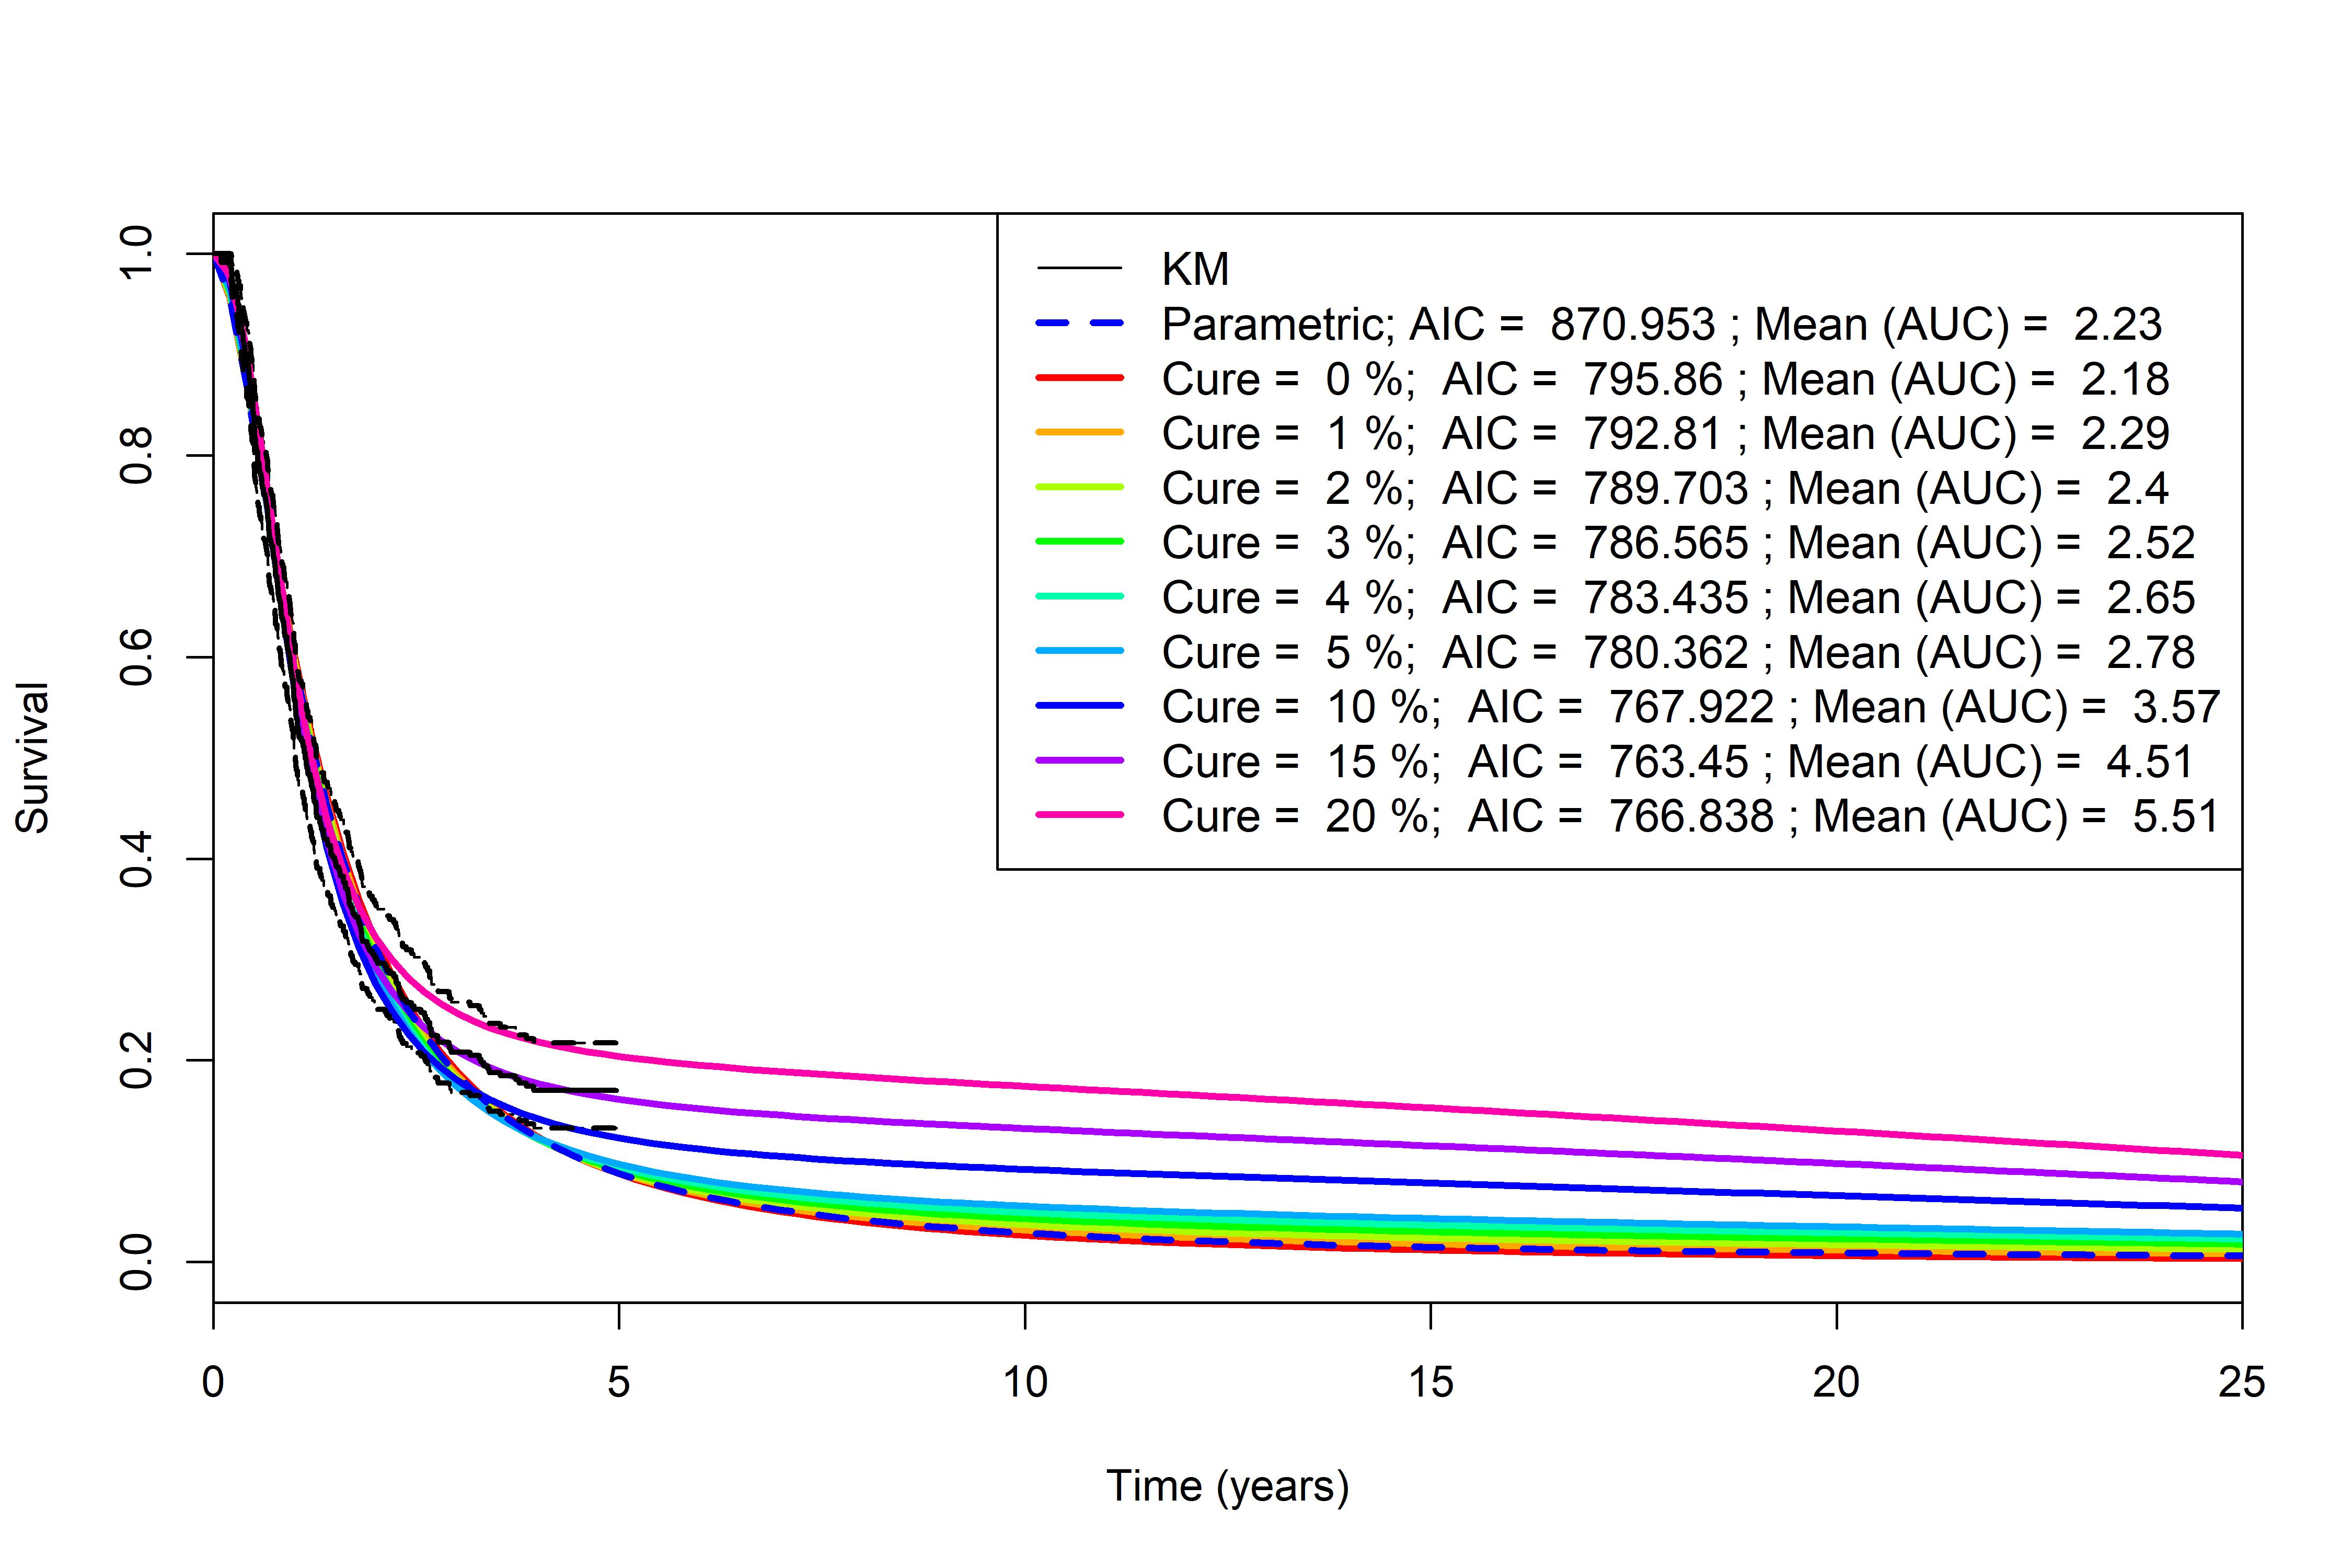 KM
Parametric; AIC =  870.953 ; Mean (AUC) =  2.23
Cure =  0 %;  AIC =  795.86 ; Mean (AUC) =  2.18
Cure =  1 %;  AIC =  792.81 ; Mean (AUC) =  2.29
Cure =  2 %;  AIC =  789.703 ; Mean (AUC) =  2.4
Cure =  3 %;  AIC =  786.565 ; Mean (AUC) =  2.52
Cure =  4 %;  AIC =  783.435 ; Mean (AUC) =  2.65
Cure =  5 %;  AIC =  780.362 ; Mean (AUC) =  2.78
Cure =  10 %;  AIC =  767.922 ; Mean (AUC) =  3.57
Cure =  15 %;  AIC =  763.45 ; Mean (AUC) =  4.51
Cure =  20 %;  AIC =  766.838 ; Mean (AUC) =  5.51
Survival
1.0
0.8
0.6
0.4
0.2
0.0
0 5 10 15 20 25
Time (years)